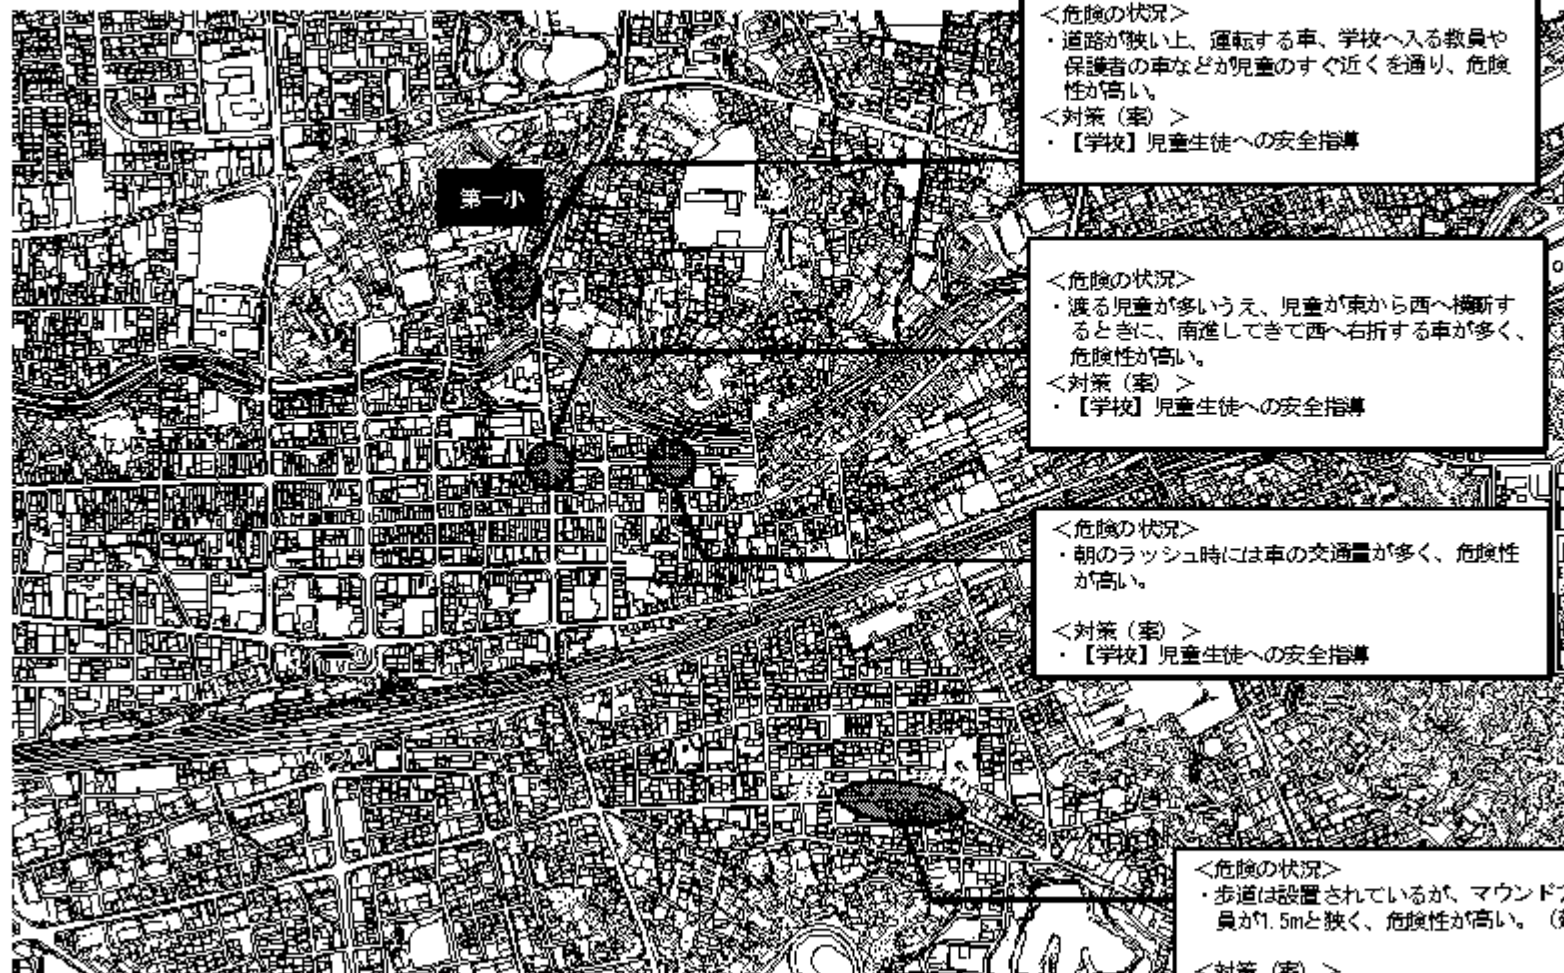 ＜危険の状況＞
・道路が狭い上、運転する車、学校へ入る教員や
保護者の車などが児童のすぐ近くを通り、危険
性が高い。
＜対策（案）＞
・【学校】児童生徒への安全指導
第一小
＜危険の状況＞
・渡る児童が多いうえ、児童が東から西へ横断す
るときに、南進してきて西へ右折する車が多く、
危険性が高い。
＜対策（案）＞
・【学校】児童生徒への安全指導
＜危険の状況＞
・朝のラッシュ時には車の交通量が多く、危険性
が高い。
＜対策（案）＞
・【学校】児童生徒への安全指導
＜危険の状況＞
・歩道は設置されているが、マウンド
員が1.5mと狭く、危険性が高い。（
＜対策（案）＞